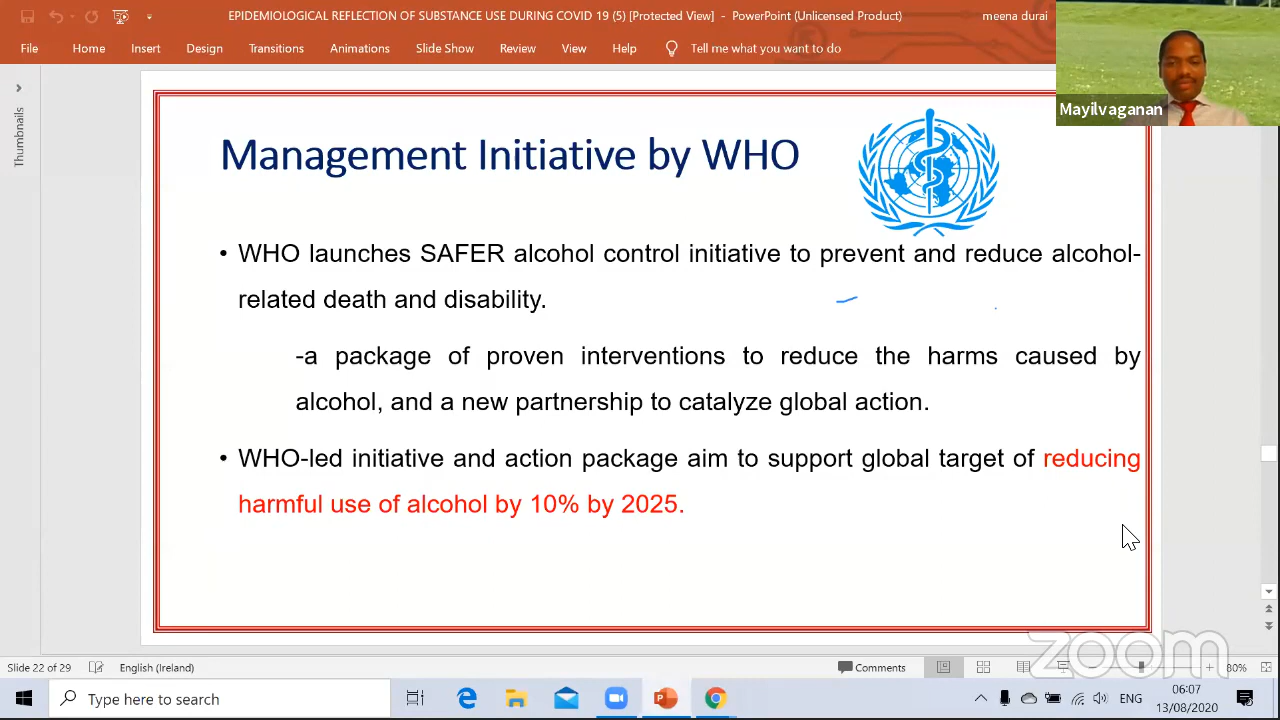 EPIDEMIOLOGICAL REFLECTION OF SUBSTANCE USE DURING COVID 19 (5) [Protected View] - PowerPoint (Unlicensed Product)
meena durai
File Home Insert Design Transitions Animations Slide Show Review View Help Tell me what you want to do
Mayilvaganan
Thumbnails
Management Initiative by WHO
• WHO launches SAFER alcohol control initiative to prevent and reduce alcohol-
related death and disability.
-a package of proven interventions to reduce the harms caused by
alcohol, and a new partnership to catalyze global action.
• WHO-led initiative and action package aim to support global target of reducing
harmful use of alcohol by 10% by 2025.
zoom
Slide 22 of 29 English (Ireland) Comments 80%
Type here to search
ENG
06:07
13/08/2020